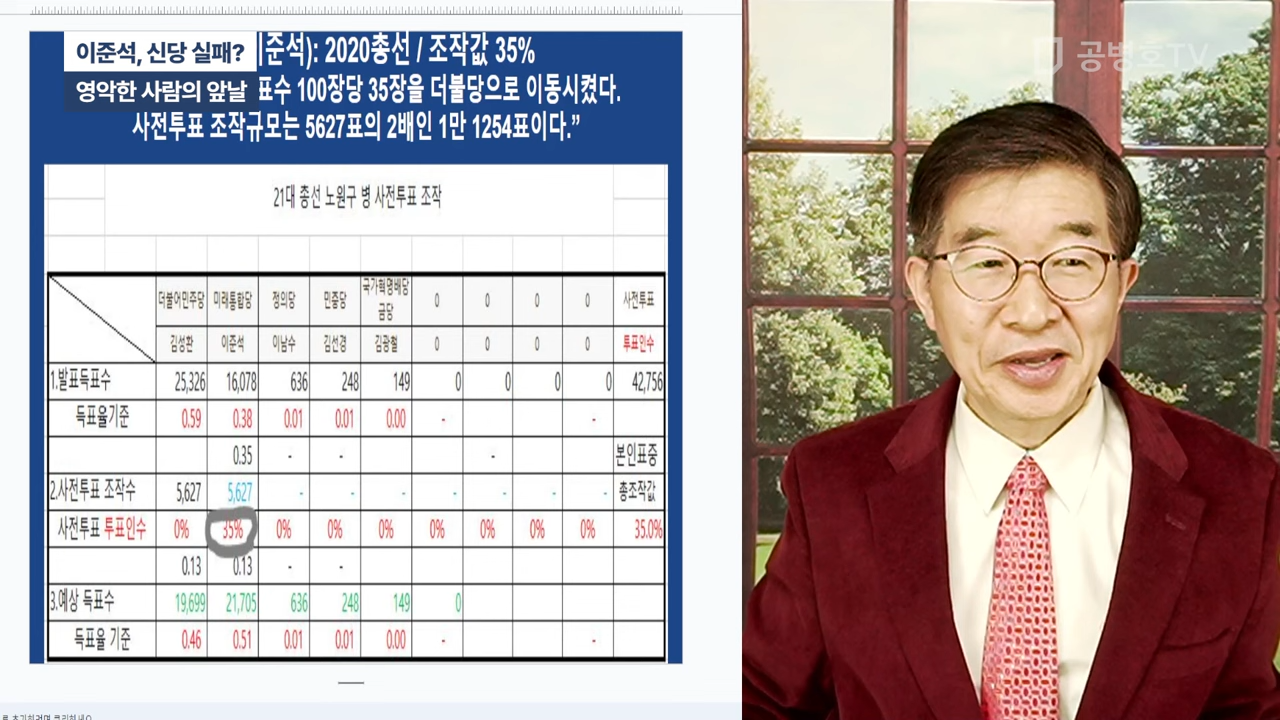 이준석, 신당 실패?
영악한 사람의 앞날
이준석): 2020총선 / 조작값 35%
표수 100장당 35장을 더불당으로 이동시켰다.
사전투표 조작규모는 5627표의 2배인 1만 1254표이다.”
공병호TV
21대 총선 노원구 병 사전투표 조작
더불어민주당 미래통합당 정의당 민중당 국가혁명배당금당 0 0 0 0 사전투표
김성환 이준석 이남수 김선경 김광철 0 0 0 0 투표인수
1.발표득표수 25,326 16,078 636 248 149 0 0 0 0 42,756
득표율기준 0.59 0.38 0.01 0.01 0.00 - -
0.35 - - - 본인표중
2.사전투표 조작수 5,627 5,627 - - - - - - - 총조작값
사전투표 투표인수 0% 35% 0% 0% 0% 0% 0% 0% 0% 35.0%
0.13 0.13 - -
3.예상 득표수 19,699 21,705 636 248 149 0
득표율 기준 0.46 0.51 0.01 0.01 0.00 - -